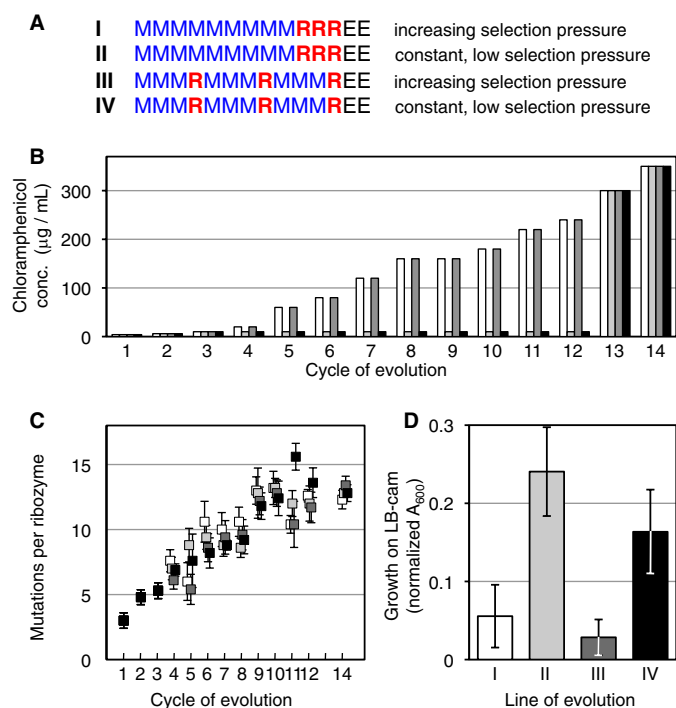 A
I MMMMMMMMMRRREE increasing selection pressure
II MMMMMMMMMRRREE constant, low selection pressure
III MMMRMMMRMMMREE increasing selection pressure
IV MMMRMMMRMMMREE constant, low selection pressure
B
Chloramphenicol
conc. (µg / mL)
300
200
100
0
1 2 3 4 5 6 7 8 9 10 11 12 13 14
Cycle of evolution
C
Mutations per ribozyme
15
10
5
0
1 2 3 4 5 6 7 8 9 10 11 12 14
Cycle of evolution
D
Growth on LB-cam
(normalized A600)
0.3
0.2
0.1
0
I II III IV
Line of evolution